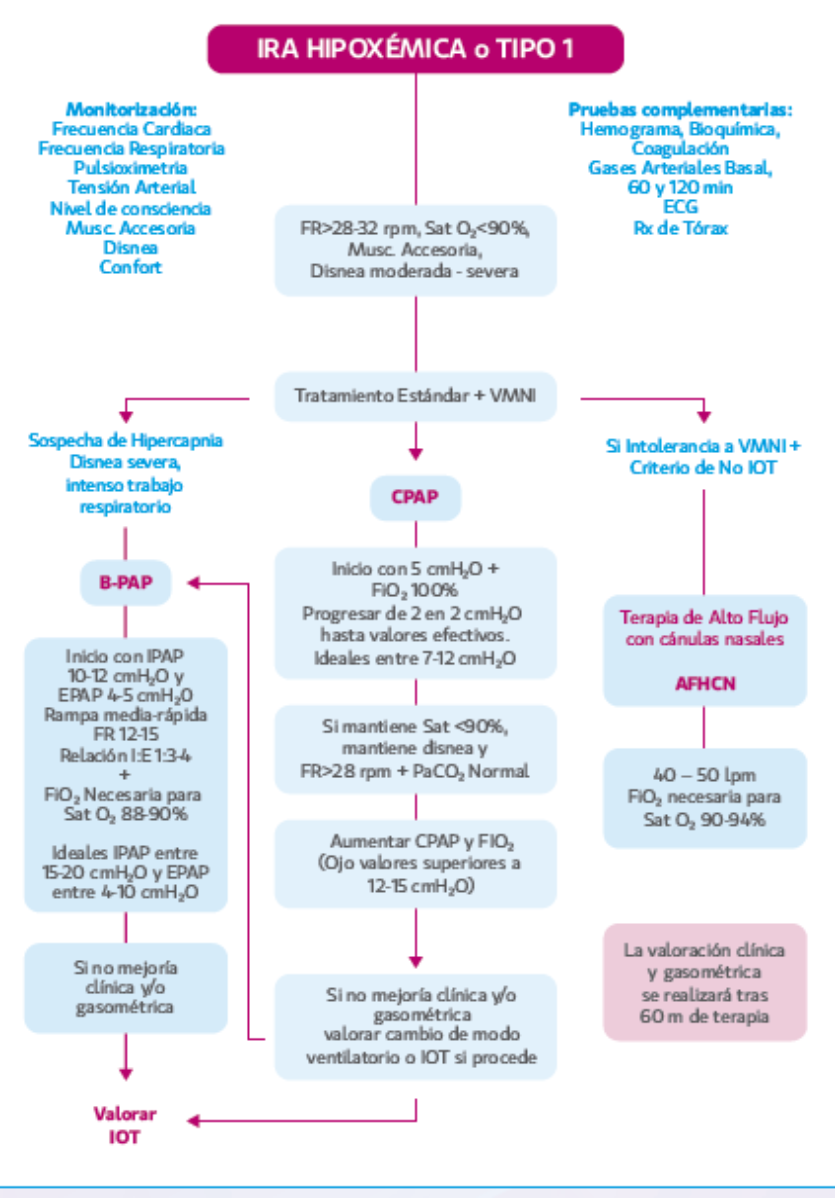 IRA HIPOXÉMICA o TIPO 1
Monitorización:
Frecuencia Cardiaca
Frecuencia Respiratoria
Pulsioximetria
Tensión Arterial
Nivel de consciencia
Musc. Accesoria
Disnea
Confort
Pruebas complementarias:
Hemograma, Bioquímica,
Coagulación
Gases Arteriales Basal,
60 y 120 min
ECG
Rx de Tórax
FR>28-32 rpm, Sat O₂<90%,
Musc. Accesoria,
Disnea moderada - severa
Tratamiento Estándar + VMNI
Sospecha de Hipercapnia
Disnea severa,
intenso trabajo
respiratorio
B-PAP
Inicio con IPAP
10-12 cmH₂O y
EPAP 4-5 cmH₂O
Rampa media-rápida
FR 12-15
Relación I:E 1:3-4
+
FiO₂ Necesaria para
Sat O₂ 88-90%
Ideales IPAP entre
15-20 cmH₂O y EPAP
entre 4-10 cmH₂O
Si no mejoría
clínica y/o
gasométrica
Valorar
IOT
CPAP
Inicio con 5 cmH₂O +
FiO₂ 100%
Progresar de 2 en 2 cmH₂O
hasta valores efectivos.
Ideales entre 7-12 cmH₂O
Si mantiene Sat <90%,
mantiene disnea y
FR>28 rpm + PaCO₂ Normal
Aumentar CPAP y FIO₂
(Ojo valores superiores a
12-15 cmH₂O)
Si no mejoría clínica y/o
gasométrica
valorar cambio de modo
ventilatorio o IOT si procede
Si Intolerancia a VMNI +
Criterio de No IOT
Terapia de Alto Flujo
con cánulas nasales
AFHCN
40 – 50 lpm
FiO₂ necesaria para
Sat O₂ 90-94%
La valoración clínica
y gasométrica
se realizará tras
60 m de terapia